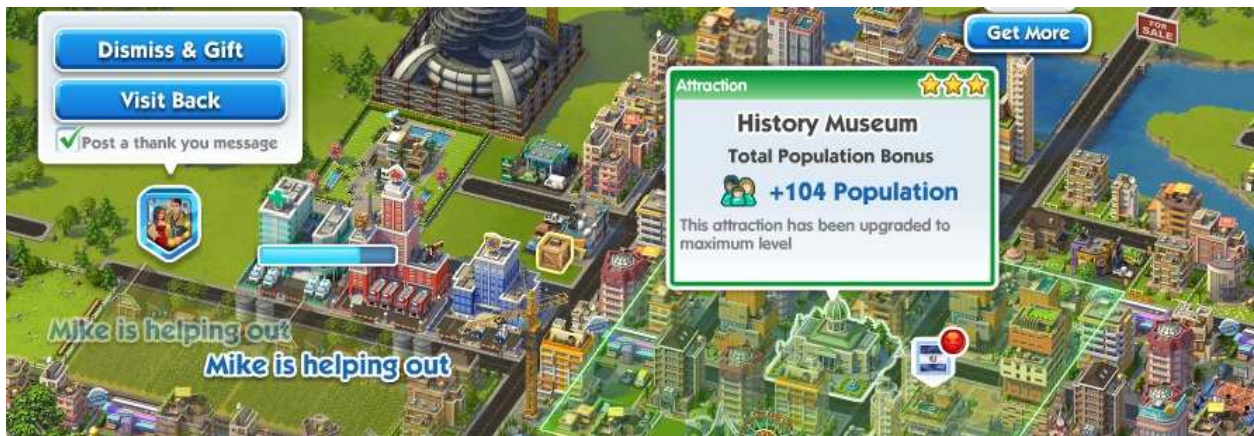 Dismiss & Gift
Visit Back
Post a thank you message
Mike is helping out
Mike is helping out
Get More
FOR
SALE
Attraction
History Museum
Total Population Bonus
+104 Population
This attraction has been upgraded to
maximum level